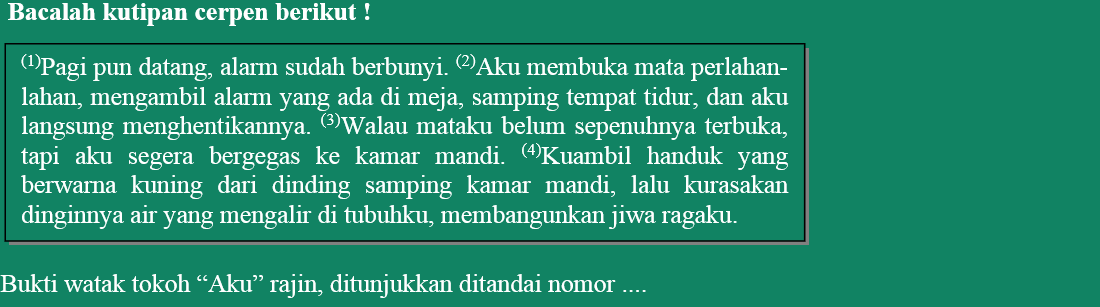 Bacalah kutipan cerpen berikut !
(1)Pagi pun datang, alarm sudah berbunyi. (2)Aku membuka mata perlahan-
lahan, mengambil alarm yang ada di meja, samping tempat tidur, dan aku
langsung menghentikannya. (3)Walau mataku belum sepenuhnya terbuka,
tapi aku segera bergegas ke kamar mandi. (4)Kuambil handuk yang
berwarna kuning dari dinding samping kamar mandi, lalu kurasakan
dinginnya air yang mengalir di tubuhku, membangunkan jiwa ragaku.
Bukti watak tokoh “Aku” rajin, ditunjukkan ditandai nomor ....